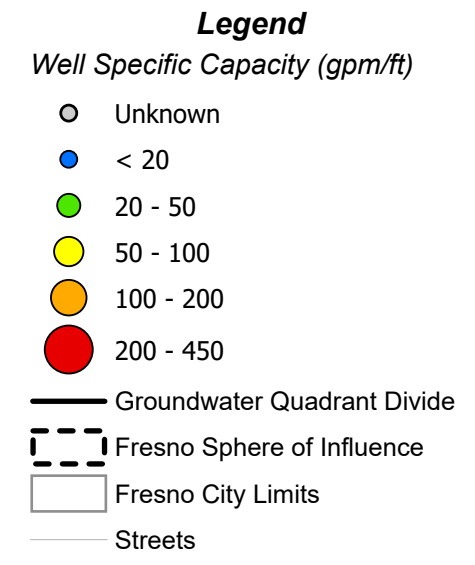 Legend
Well Specific Capacity (gpm/ft)
Unknown
< 20
20 - 50
50 - 100
100 - 200
200 - 450
Groundwater Quadrant Divide
Fresno Sphere of Influence
Fresno City Limits
Streets